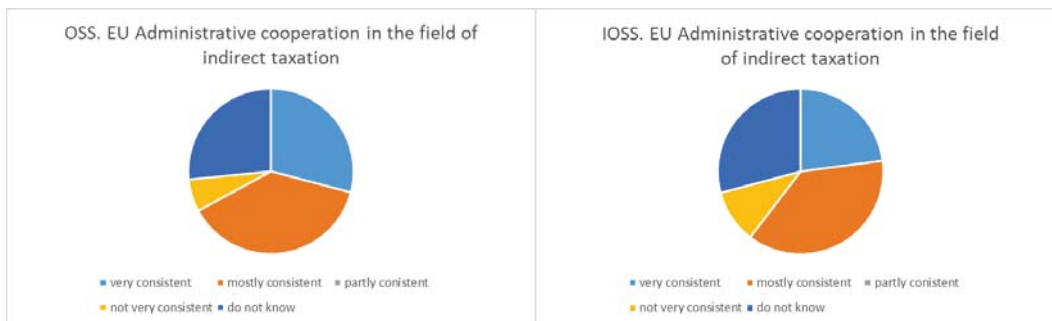 OSS. EU Administrative cooperation in the field of
indirect taxation
very consistent mostly consistent partly conistent
not very consistent do not know
IOSS. EU Administrative cooperation in the field
of indirect taxation
very consistent mostly consistent partly conistent
not very consistent do not know